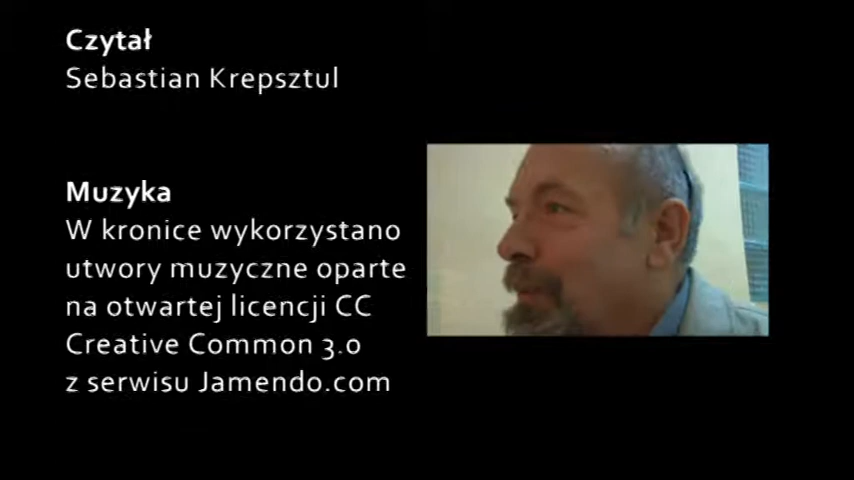 Czytał
Sebastian Krepsztul
Muzyka
W kronice wykorzystano
utwory muzyczne oparte
na otwartej licencji CC
Creative Common 3.0
z serwisu Jamendo.com